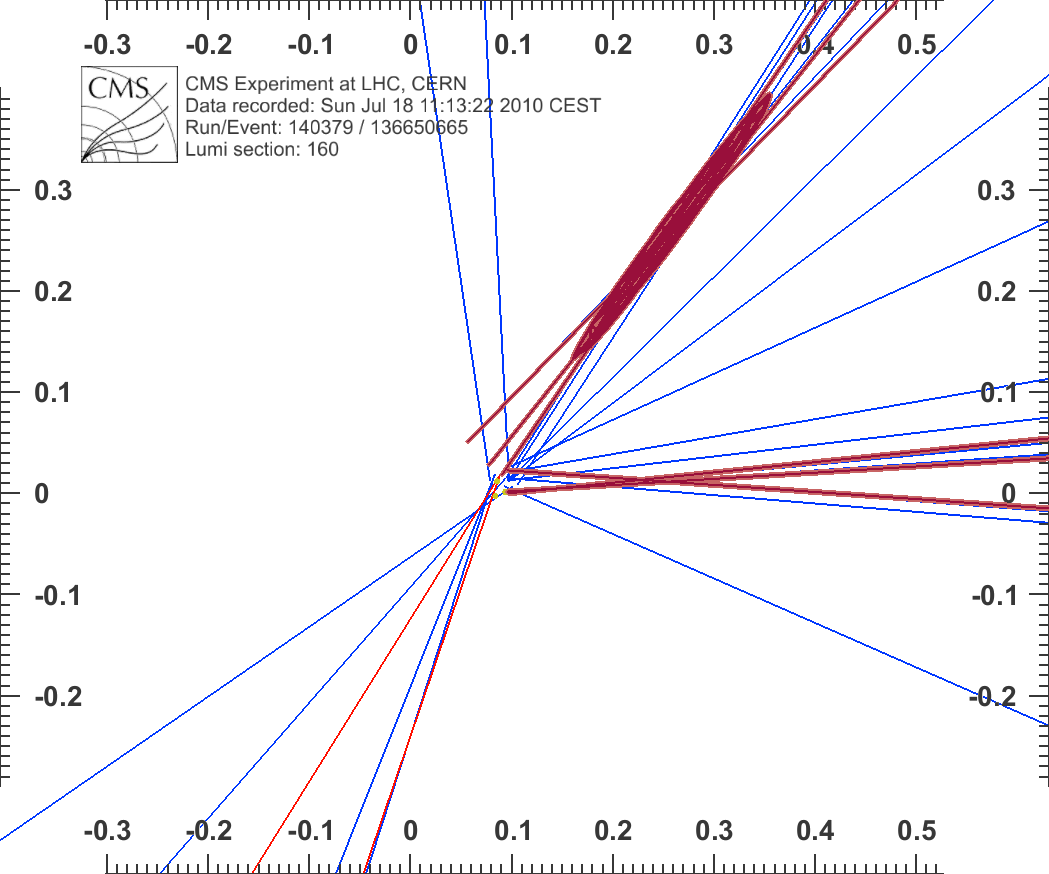 -0.3 -0.2 -0.1 0 0.1 0.2 0.3 0.4 0.5
CMS
CMS Experiment at LHC, CERN
Data recorded: Sun Jul 18 11:13:22 2010 CEST
Run/Event: 140379 / 136650665
Lumi section: 160
0.3 0.3
0.2 0.2
0.1 0.1
0 0
-0.1 -0.1
-0.2 -0.2
-0.3 -0.2 -0.1 0 0.1 0.2 0.3 0.4 0.5